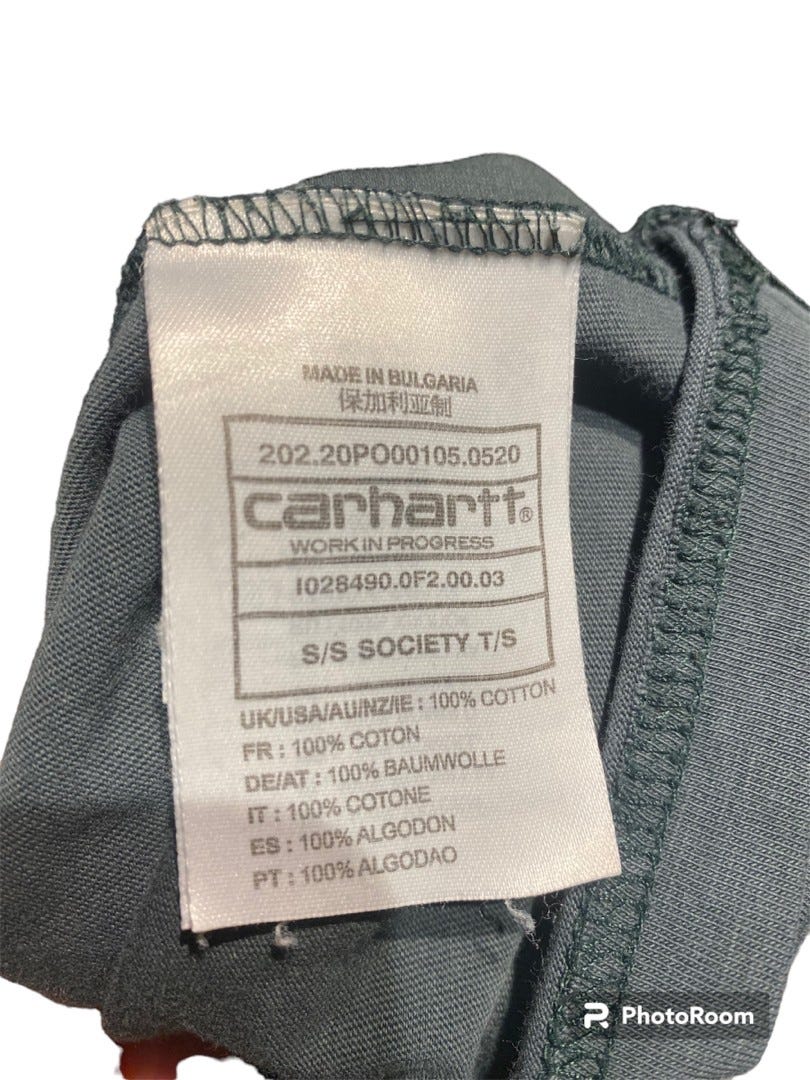 MADE IN BULGARIA
保加利亚制
202.20PO00105.0520
carhartt®
WORK IN PROGRESS
I028490.0F2.00.03
S/S SOCIETY T/S
UK/USA/AU/NZ/IE : 100% COTTON
FR : 100% COTON
DE/AT : 100% BAUMWOLLE
IT : 100% COTONE
ES : 100% ALGODON
PT : 100% ALGODAO
PhotoRoom